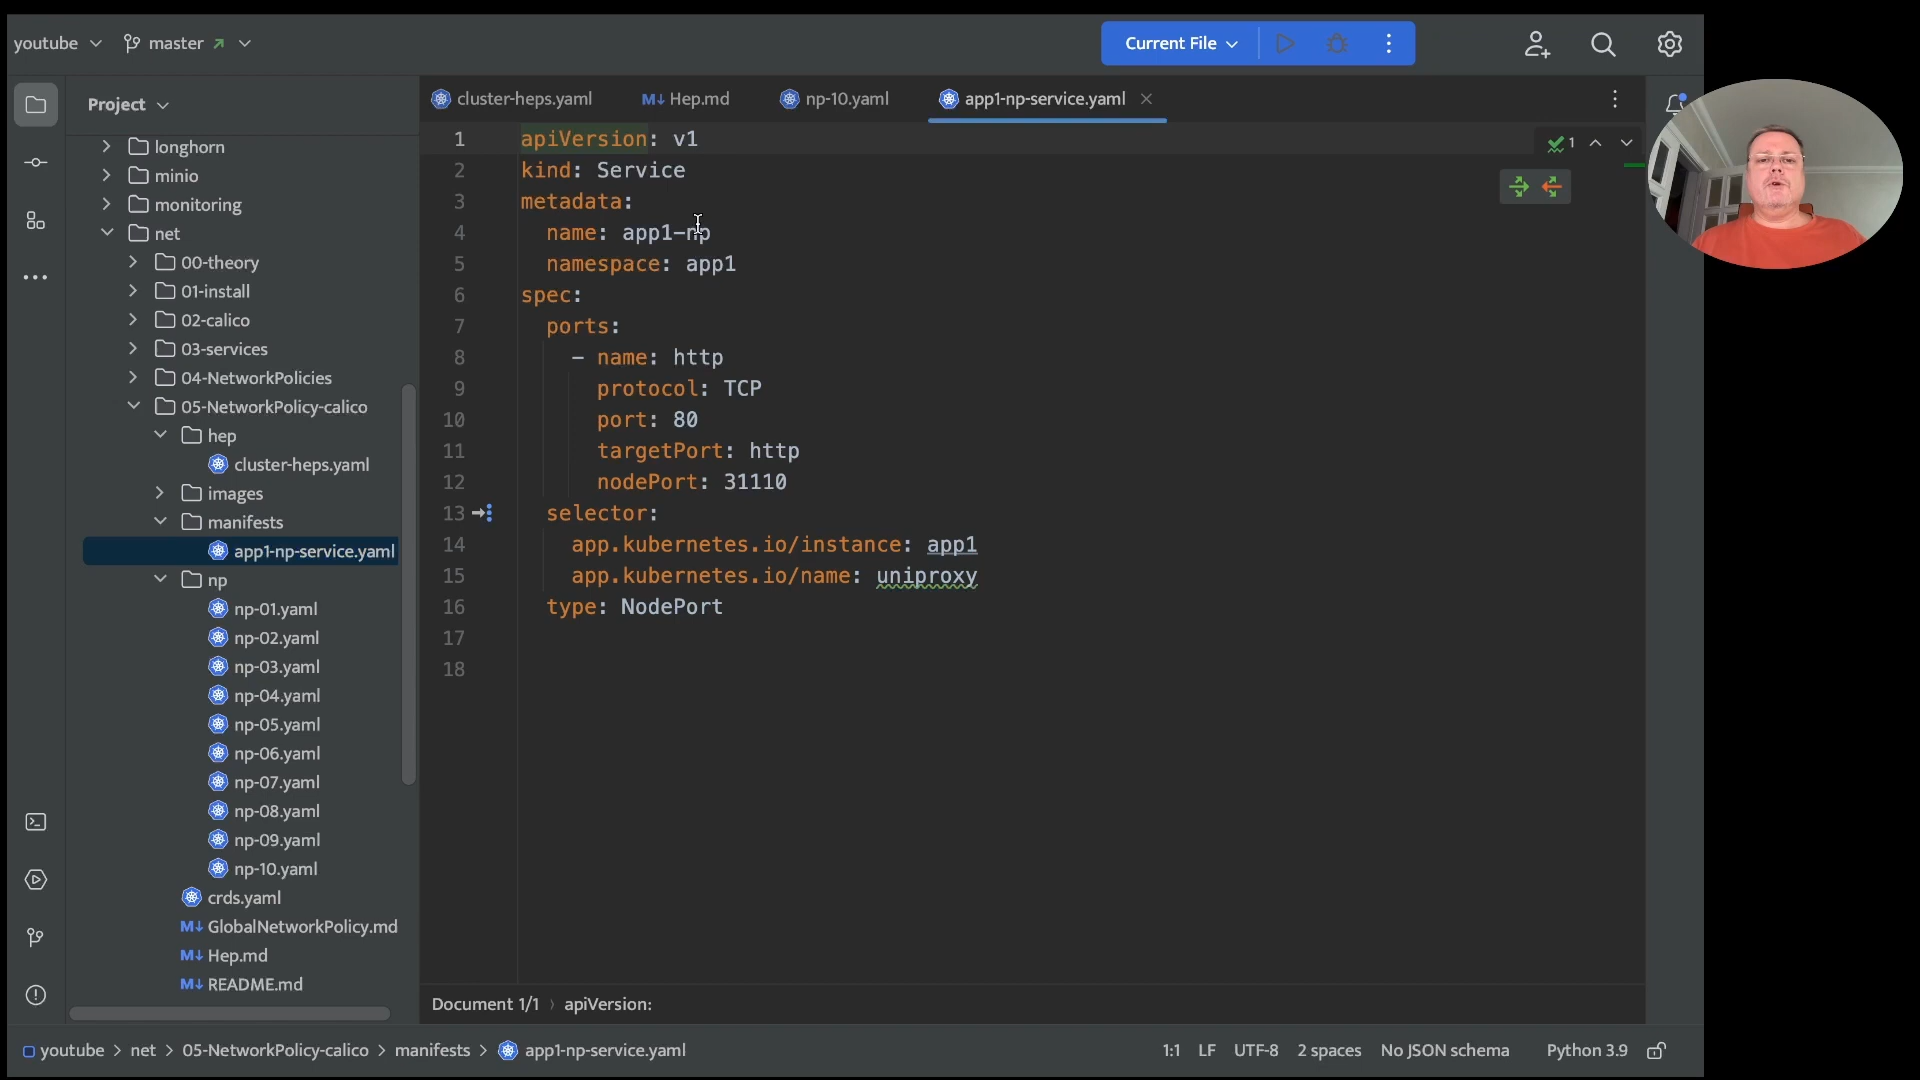 youtube
master
Current File
Project
longhorn
minio
monitoring
net
00-theory
01-install
02-calico
03-services
04-NetworkPolicies
05-NetworkPolicy-calico
hep
cluster-heps.yaml
images
manifests
app1-np-service.yaml
np
np-01.yaml
np-02.yaml
np-03.yaml
np-04.yaml
np-05.yaml
np-06.yaml
np-07.yaml
np-08.yaml
np-09.yaml
np-10.yaml
crds.yaml
M↓ GlobalNetworkPolicy.md
M↓ Hep.md
M↓ README.md
cluster-heps.yaml M↓ Hep.md np-10.yaml app1-np-service.yaml
1 apiVersion: v1
2 kind: Service
3 metadata:
4 name: app1-np
5 namespace: app1
6 spec:
7 ports:
8 - name: http
9 protocol: TCP
10 port: 80
11 targetPort: http
12 nodePort: 31110
13 selector:
14 app.kubernetes.io/instance: app1
15 app.kubernetes.io/name: uniproxy
16 type: NodePort
17
18
1
Document 1/1 › apiVersion:
youtube > net > 05-NetworkPolicy-calico > manifests > app1-np-service.yaml
1:1 LF UTF-8 2 spaces No JSON schema Python 3.9